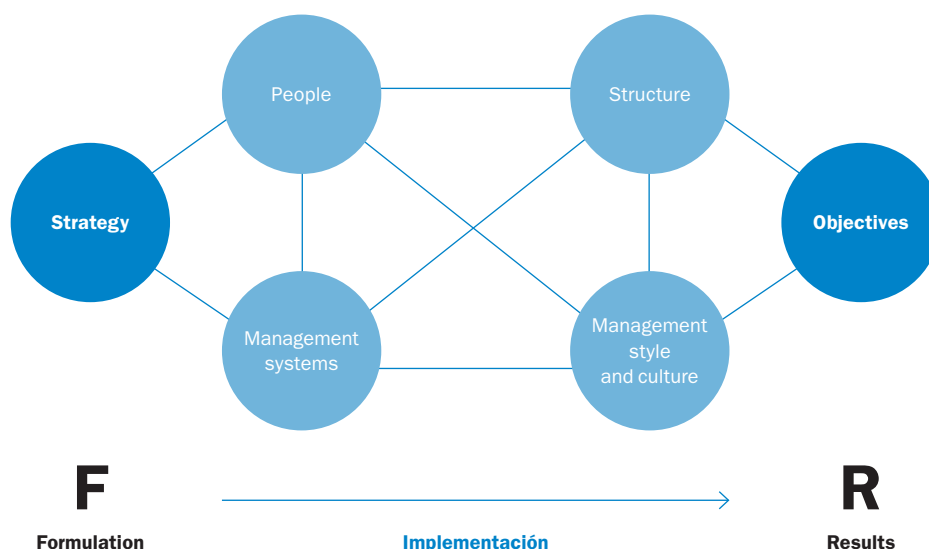 People
Structure
Strategy
Objectives
Management
systems
Management
style
and culture
F
R
Formulation
Implementación
Results